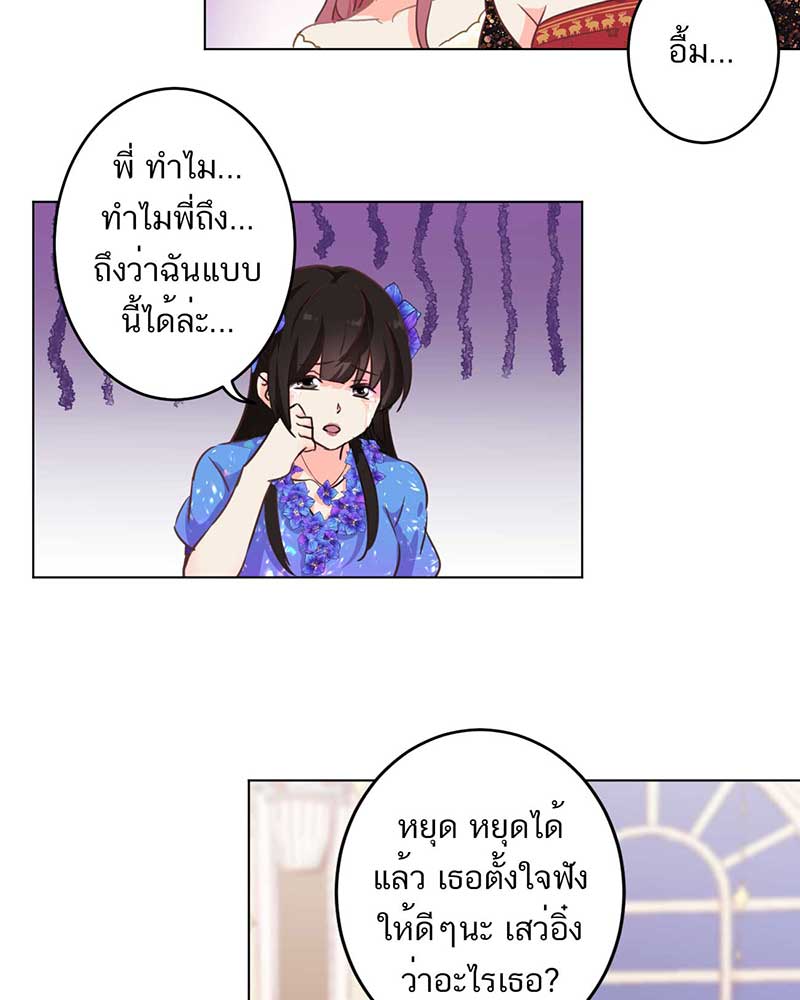 อื้ม...
พี่ ทำไม...
ทำไมพี่ถึง...
ถึงว่าฉันแบบ
นี้ได้ล่ะ...
หยุด หยุดได้
แล้ว เธอตั้งใจฟัง
ให้ดีๆนะ เสว่อิ๋ง
ว่าอะไรเธอ?